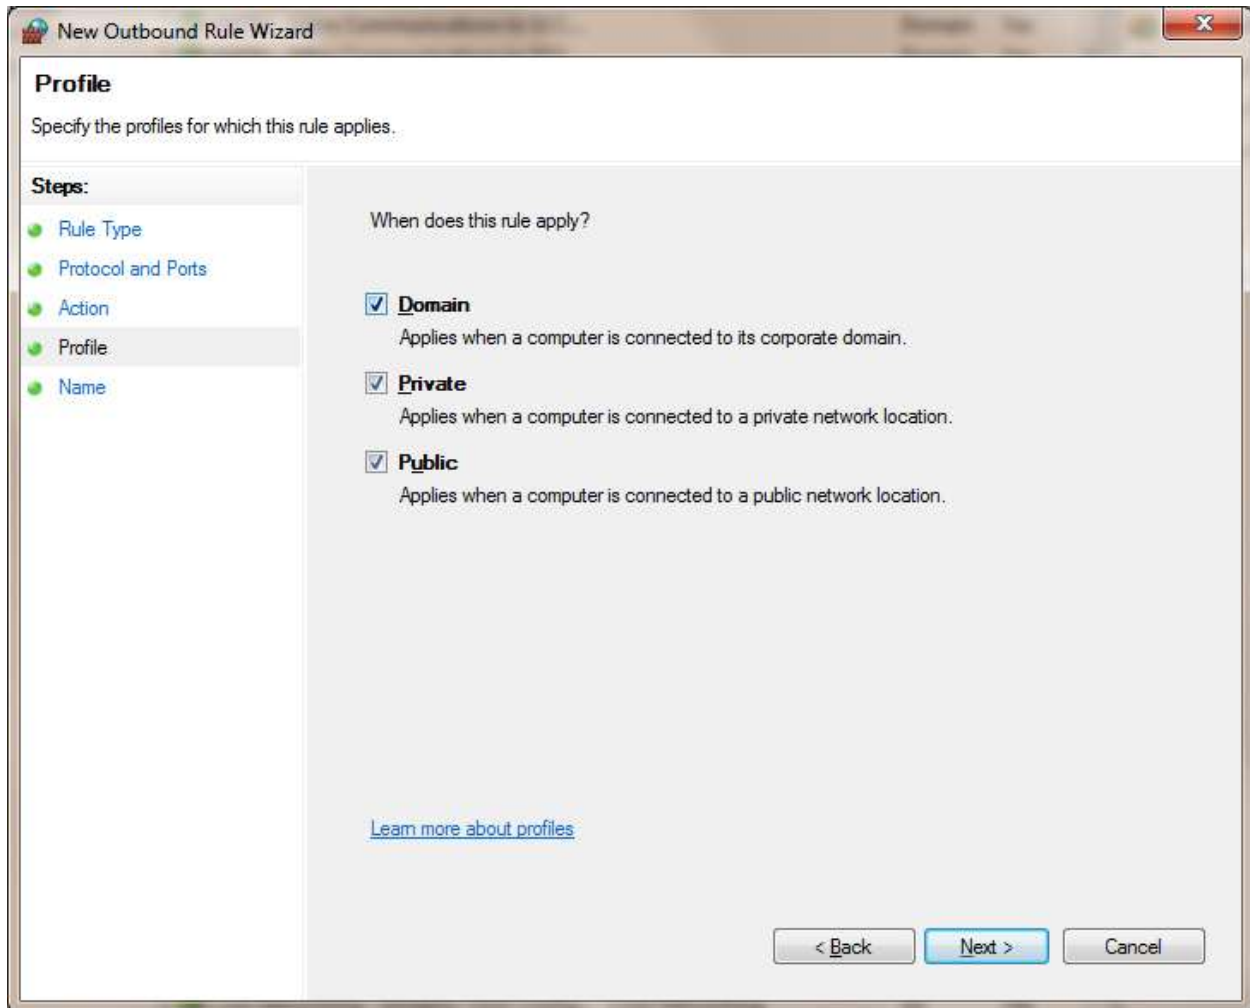 New Outbound Rule Wizard
Profile
Specify the profiles for which this rule applies.
Steps:
Rule Type
Protocol and Ports
Action
Profile
Name
When does this rule apply?
Domain
Applies when a computer is connected to its corporate domain.
Private
Applies when a computer is connected to a private network location.
Public
Applies when a computer is connected to a public network location.
Learn more about profiles
< Back
Next >
Cancel